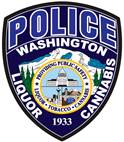 POLICE
WASHINGTON
PROVIDING PUBLIC SAFETY
LIQUOR • TOBACCO • CANNABIS
LIQUOR
CANNABIS
1933